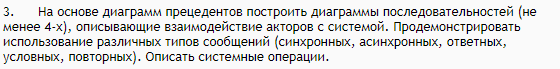 3. На основе диаграмм прецедентов построить диаграммы последовательностей (не
менее 4-х), описывающие взаимодействие акторов с системой. Продемонстрировать
использование различных типов сообщений (синхронных, асинхронных, ответных,
условных, повторных). Описать системные операции.